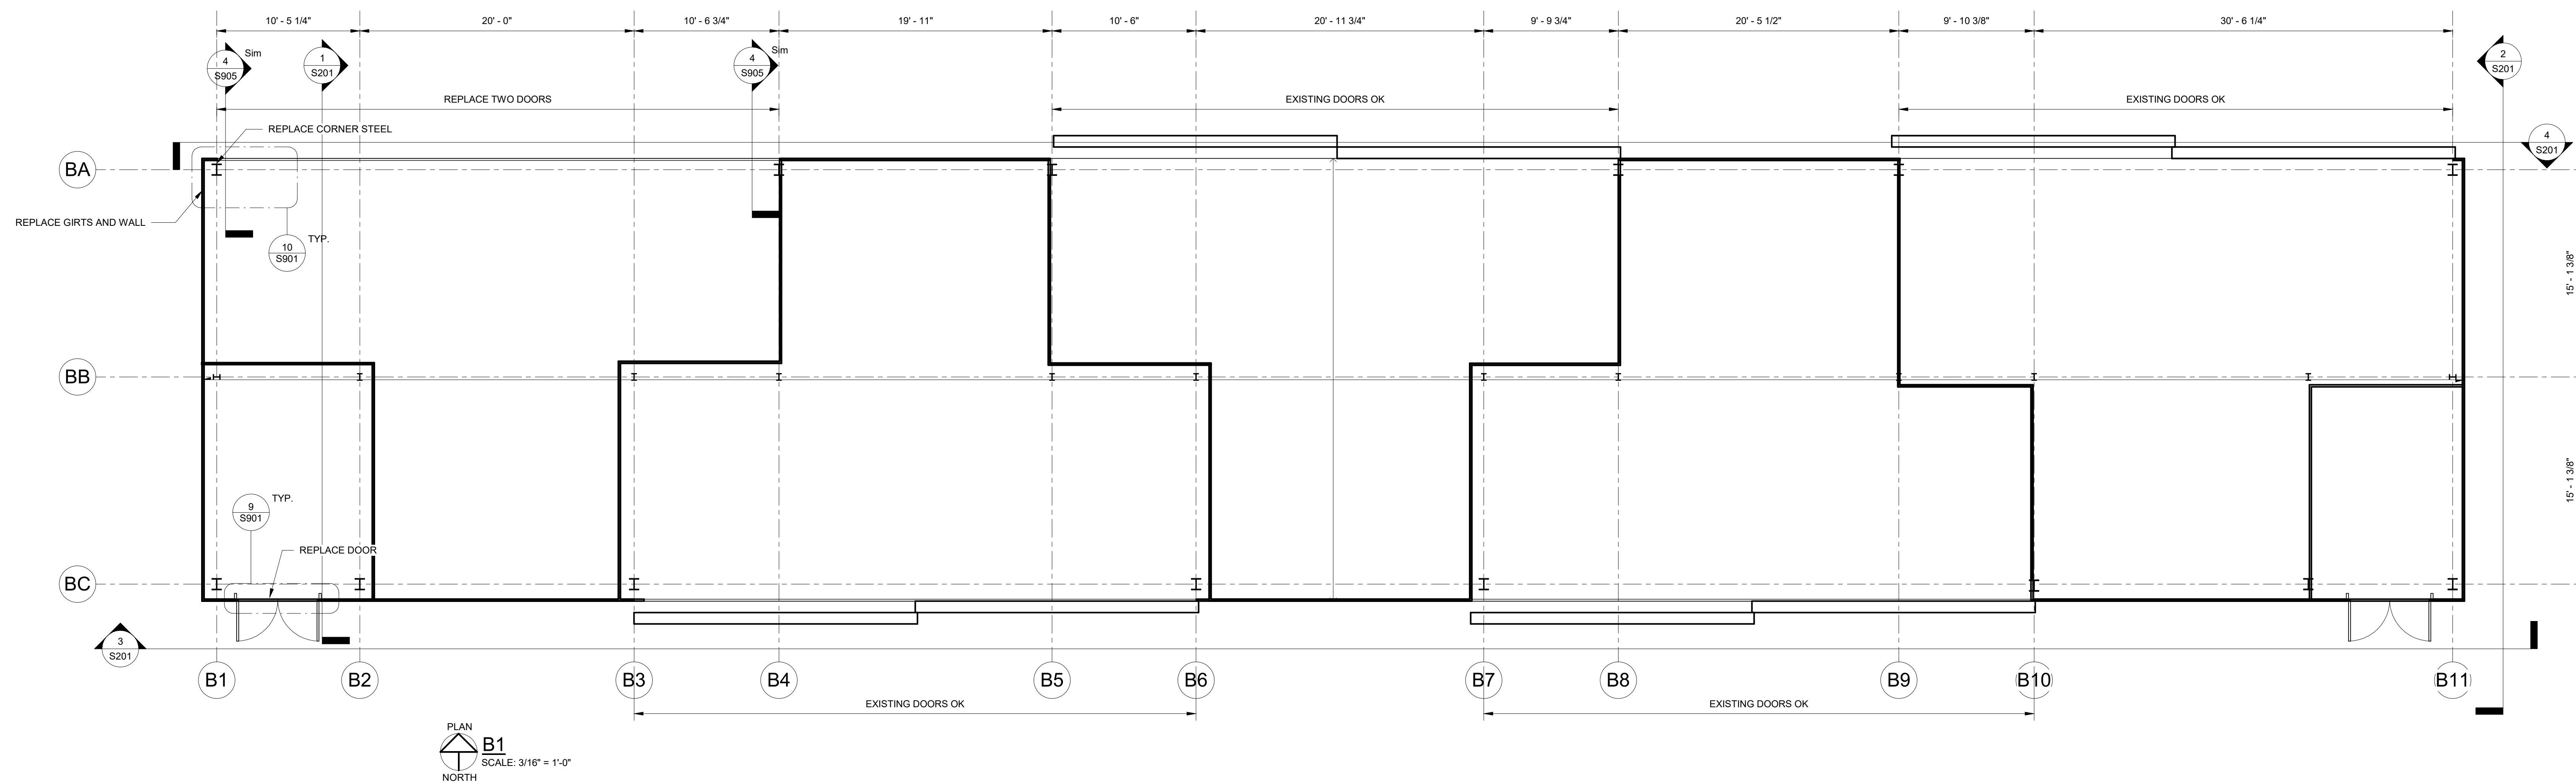 10' - 5 1/4"
20' - 0"
10' - 6 3/4"
19' - 11"
10' - 6"
20' - 11 3/4"
9' - 9 3/4"
20' - 5 1/2"
9' - 10 3/8"
30' - 6 1/4"
4
S905
Sim
1
S201
4
S905
Sim
2
S201
REPLACE TWO DOORS
EXISTING DOORS OK
EXISTING DOORS OK
REPLACE CORNER STEEL
4
S201
BA
REPLACE GIRTS AND WALL
10
S901
TYP.
15' - 1 3/8"
BB
15' - 1 3/8"
9
S901
TYP.
REPLACE DOOR
BC
3
S201
B1
B2
B3
B4
B5
B6
B7
B8
B9
B10
B11
EXISTING DOORS OK
EXISTING DOORS OK
PLAN
NORTH
B1
SCALE: 3/16" = 1'-0"